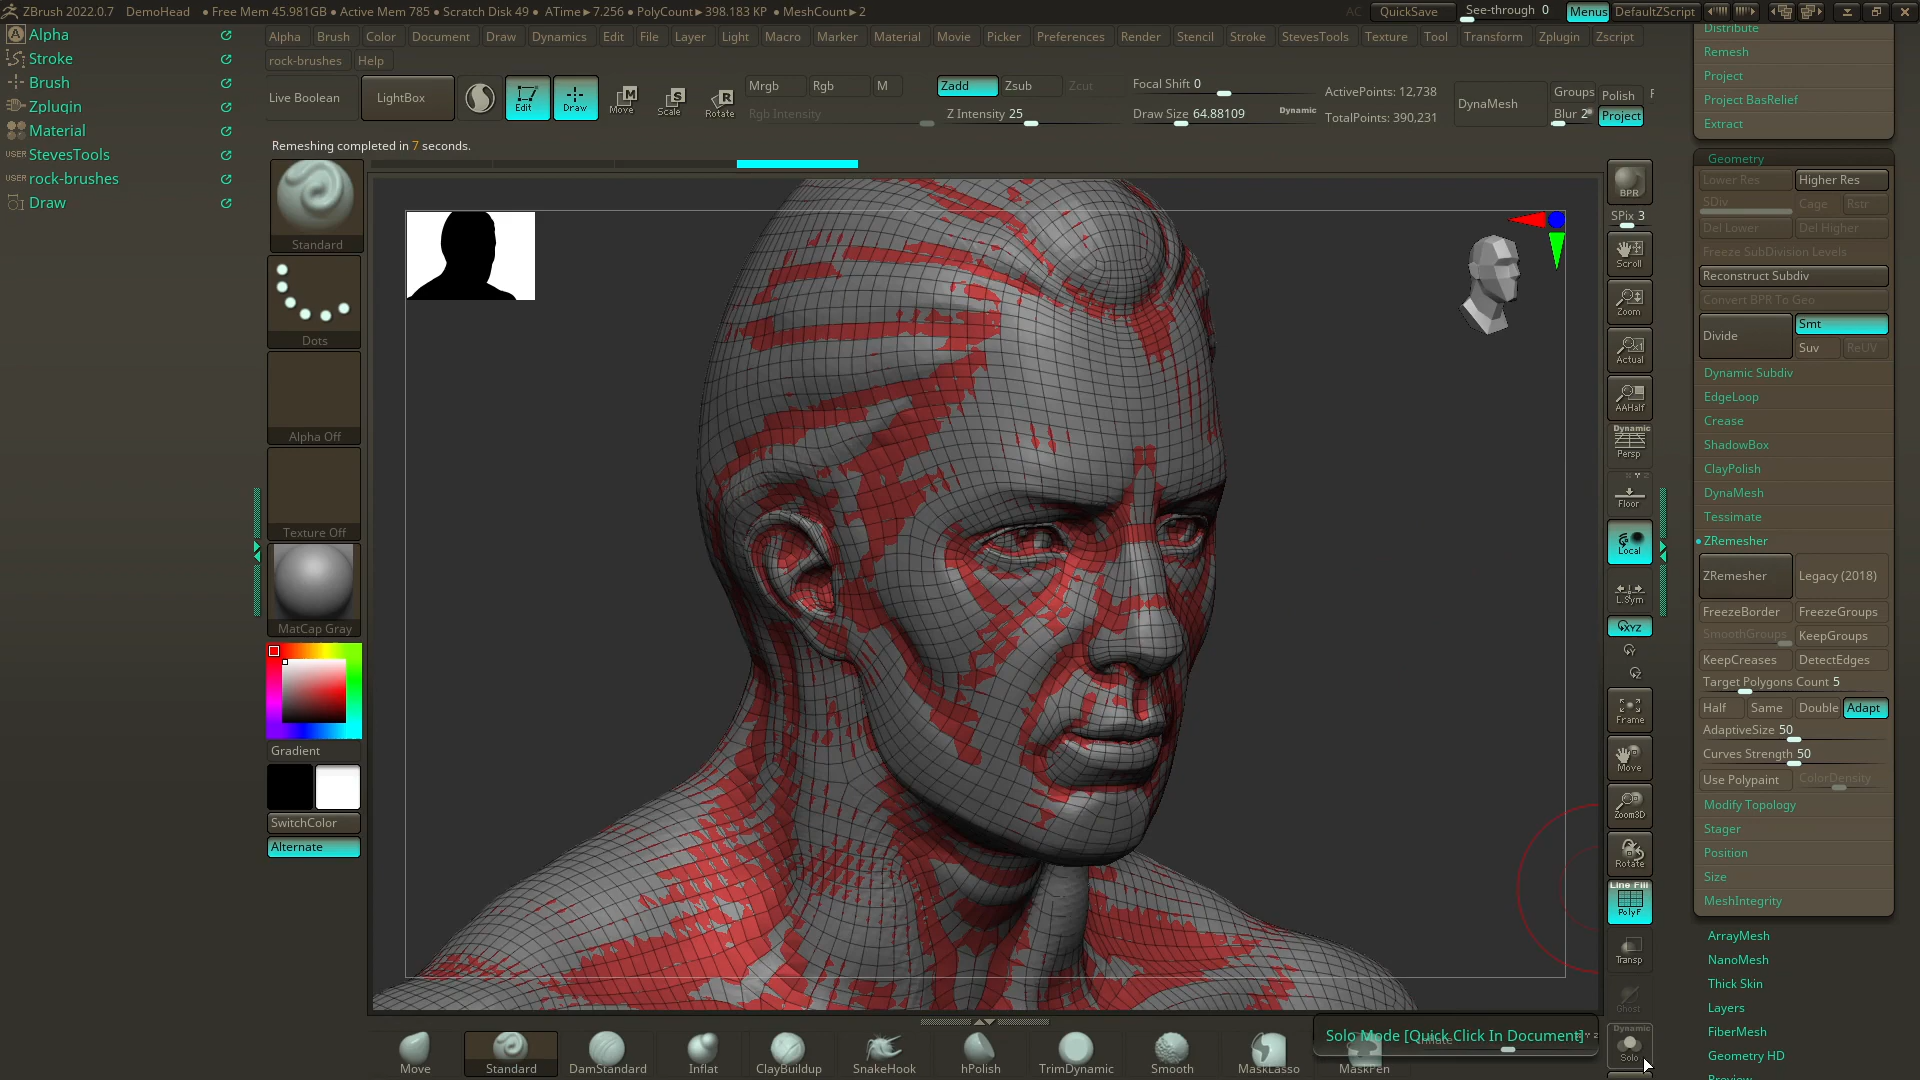 ZBrush 2022.0.7 DemoHead ● Free Mem 45.981GB ● Active Mem 785 ● Scratch Disk 49 ● ATime►7.256 ● PolyCount►398.183 KP ● MeshCount►2
AC QuickSave See-through 0 Menus DefaultZScript
Alpha
Stroke
Brush
Zplugin
Material
USER StevesTools
USER rock-brushes
Draw
Alpha Brush Color Document Draw Dynamics Edit File Layer Light Macro Marker Material Movie Picker Preferences Render Stencil Stroke StevesTools Texture Tool Transform Zplugin Zscript
rock-brushes Help
Live Boolean
LightBox
Edit
Draw
Move
Scale
Rotate
Mrgb Rgb M
Rgb Intensity
Zadd Zsub Zcut
Z Intensity 25
Focal Shift 0
Draw Size 64.88109 Dynamic
ActivePoints: 12,738
TotalPoints: 390,231
DynaMesh
Groups Polish
Blur 2 Project
Remeshing completed in 7 seconds.
Standard
Dots
Alpha Off
Texture Off
MatCap Gray
Gradient
SwitchColor
Alternate
BPR
SPix 3
Scroll
Zoom
Actual
AAHalf
Dynamic
Persp
Floor
Local
L.Sym
XYZ
Y
Z
Frame
Move
Zoom3D
Rotate
Line Fill
PolyF
Transp
Ghost
Dynamic
Solo
Distribute
Remesh
Project
Project BasRelief
Extract
Geometry
Lower Res Higher Res
SDiv Cage Rstr
Del Lower Del Higher
Freeze SubDivision Levels
Reconstruct Subdiv
Convert BPR To Geo
Divide Smt
Suv ReUV
Dynamic Subdiv
EdgeLoop
Crease
ShadowBox
ClayPolish
DynaMesh
Tessimate
ZRemesher
ZRemesher Legacy (2018)
FreezeBorder FreezeGroups
SmoothGroups KeepGroups
KeepCreases DetectEdges
Target Polygons Count 5
Half Same Double Adapt
AdaptiveSize 50
Curves Strength 50
Use Polypaint ColorDensity
Modify Topology
Stager
Position
Size
MeshIntegrity
ArrayMesh
NanoMesh
Thick Skin
Layers
FiberMesh
Geometry HD
Preview
Solo Mode [Quick Click In Document]
Move Standard DamStandard Inflat ClayBuildup SnakeHook hPolish TrimDynamic Smooth MaskLasso MaskPen